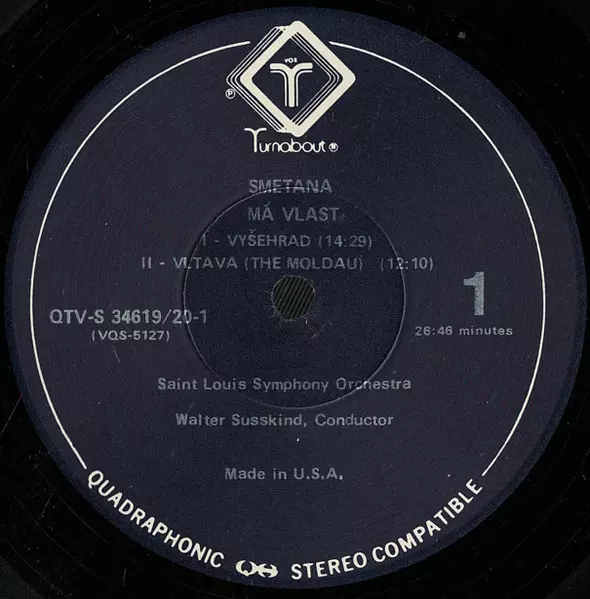 VOX
T
℗
Turnabout®
SMETANA
MÁ VLAST
I - VYŠEHRAD (14:29)
II - VLTAVA (THE MOLDAU) (12:10)
1
QTV-S 34619/20-1
(VQS-5127)
26:46 minutes
Saint Louis Symphony Orchestra
Walter Susskind, Conductor
Made in U.S.A.
QUADRAPHONIC QS STEREO COMPATIBLE